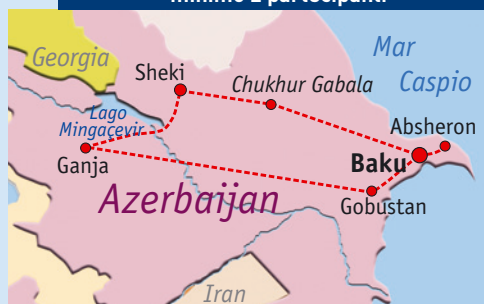 minimo 2 partecipanti
Georgia
Mar
Caspio
Sheki
Chukhur Gabala
Lago
Mingaçevir
Absheron
Ganja
Baku
Azerbaijan
Gobustan
Iran